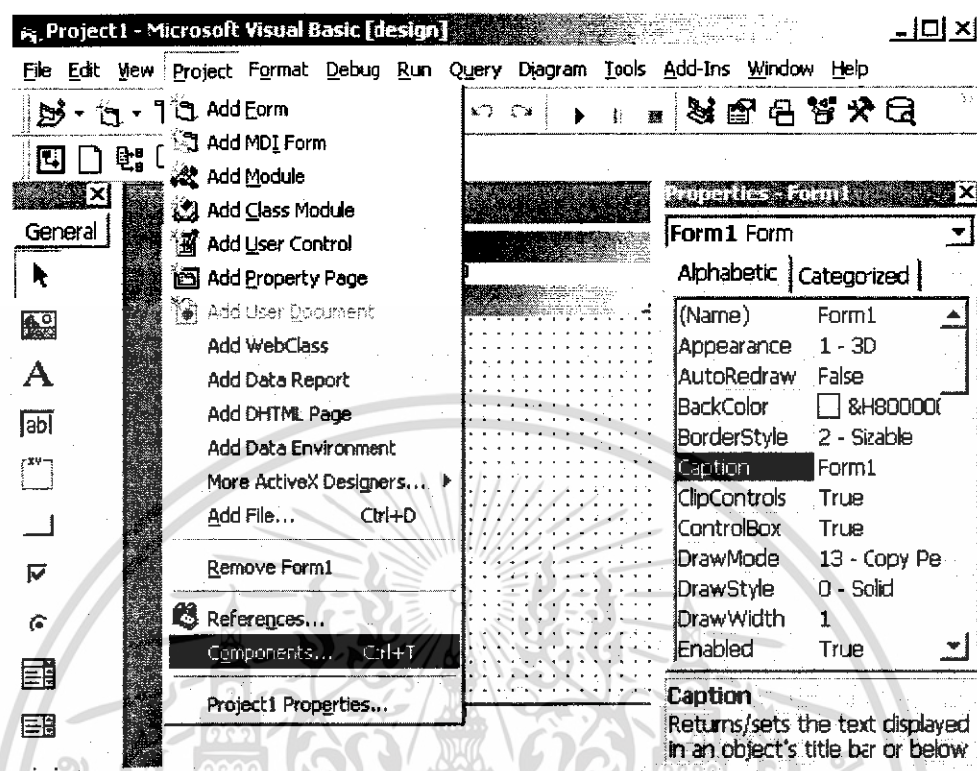 Project1 - Microsoft Visual Basic [design]
File Edit View Project Format Debug Run Query Diagram Tools Add-Ins Window Help
General
Add Form
Add MDI Form
Add Module
Add Class Module
Add User Control
Add Property Page
Add User Document
Add WebClass
Add Data Report
Add DHTML Page
Add Data Environment
More ActiveX Designers...
Add File... Ctrl+D
Remove Form1
References...
Components... Ctrl+T
Project1 Properties...
Properties - Form1
Form1 Form
Alphabetic Categorized
(Name) Form1
Appearance 1 - 3D
AutoRedraw False
BackColor &H800000
BorderStyle 2 - Sizable
Caption Form1
ClipControls True
ControlBox True
DrawMode 13 - Copy Pe
DrawStyle 0 - Solid
DrawWidth 1
Enabled True
Caption
Returns/sets the text displayed
in an object's title bar or below